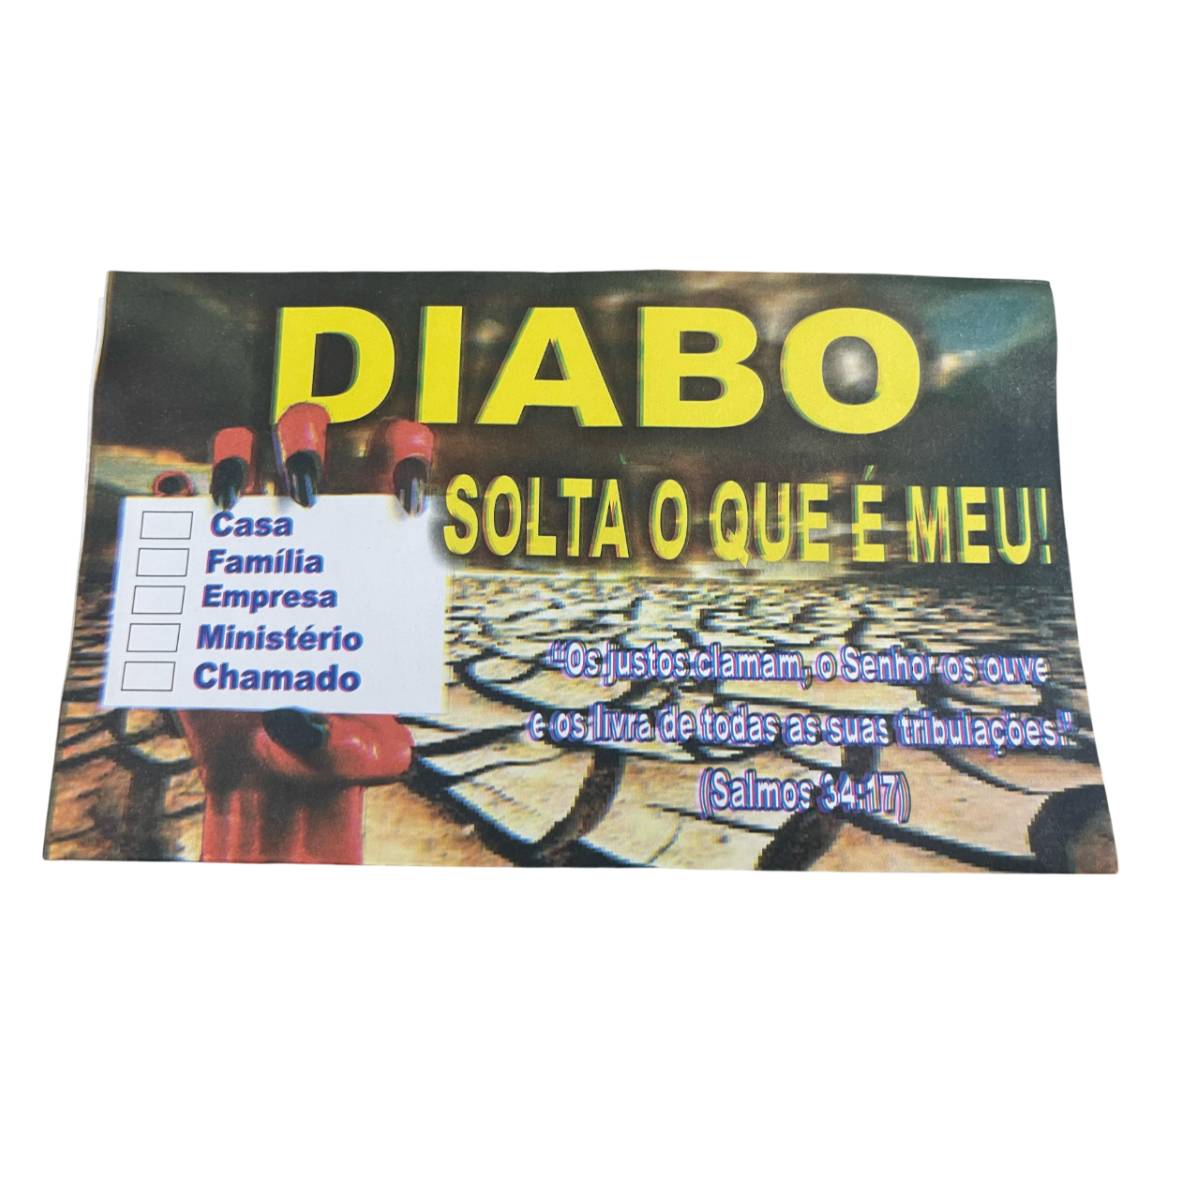 DIABO
SOLTA O QUE É MEU!
Casa
Família
Empresa
Ministério
Chamado
"Os justos clamam, o Senhor os ouve
e os livra de todas as suas tribulações."
(Salmos 34:17)